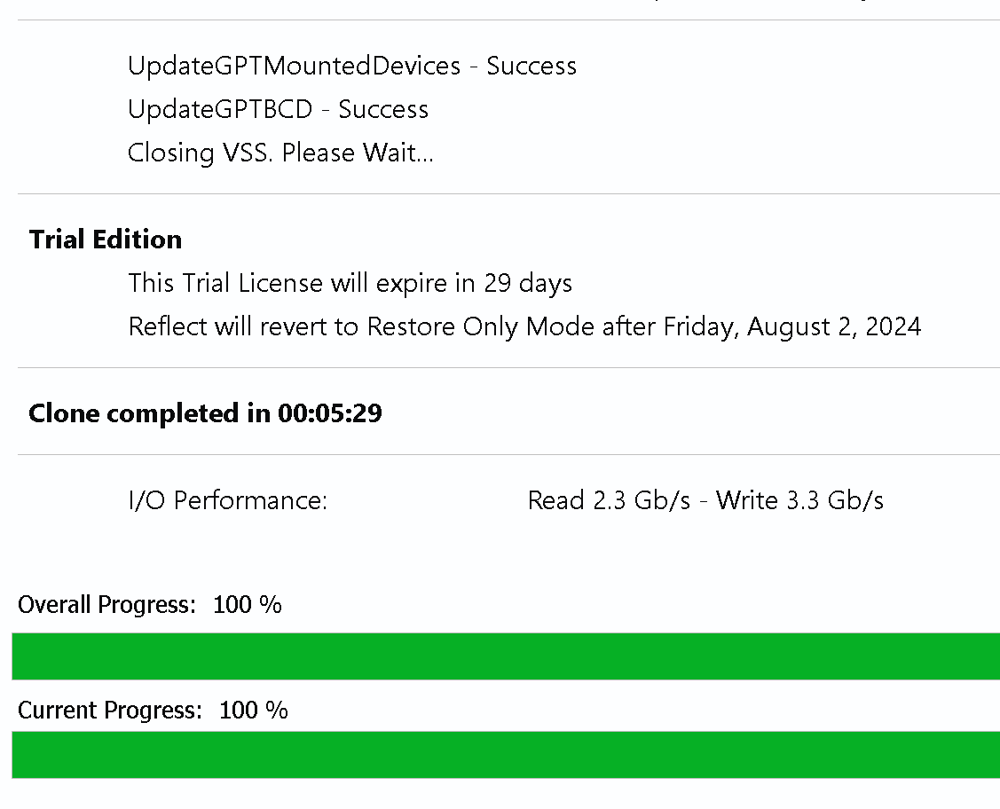 UpdateGPTMountedDevices - Success
UpdateGPTBCD - Success
Closing VSS. Please Wait...
Trial Edition
This Trial License will expire in 29 days
Reflect will revert to Restore Only Mode after Friday, August 2, 2024
Clone completed in 00:05:29
I/O Performance: Read 2.3 Gb/s - Write 3.3 Gb/s
Overall Progress: 100 %
Current Progress: 100 %